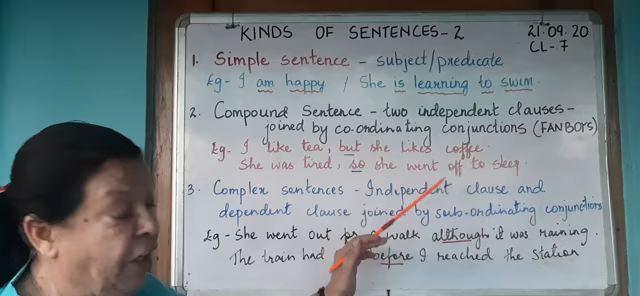 KINDS OF SENTENCES-2
21.09.20
CL-7
1. Simple sentence - subject/predicate
Eg- I am happy / She is learning to swim.
2. Compound Sentence - two independent clauses-
joined by co-ordinating conjunctions (FANBOYS)
Eg- I like tea, but she likes coffee.
She was tired, so she went off to sleep.
3. Complex sentences - Independent clause and
dependent clause joined by sub-ordinating conjunctions
Eg- She went out walk although it was raining.
The train had before I reached the station